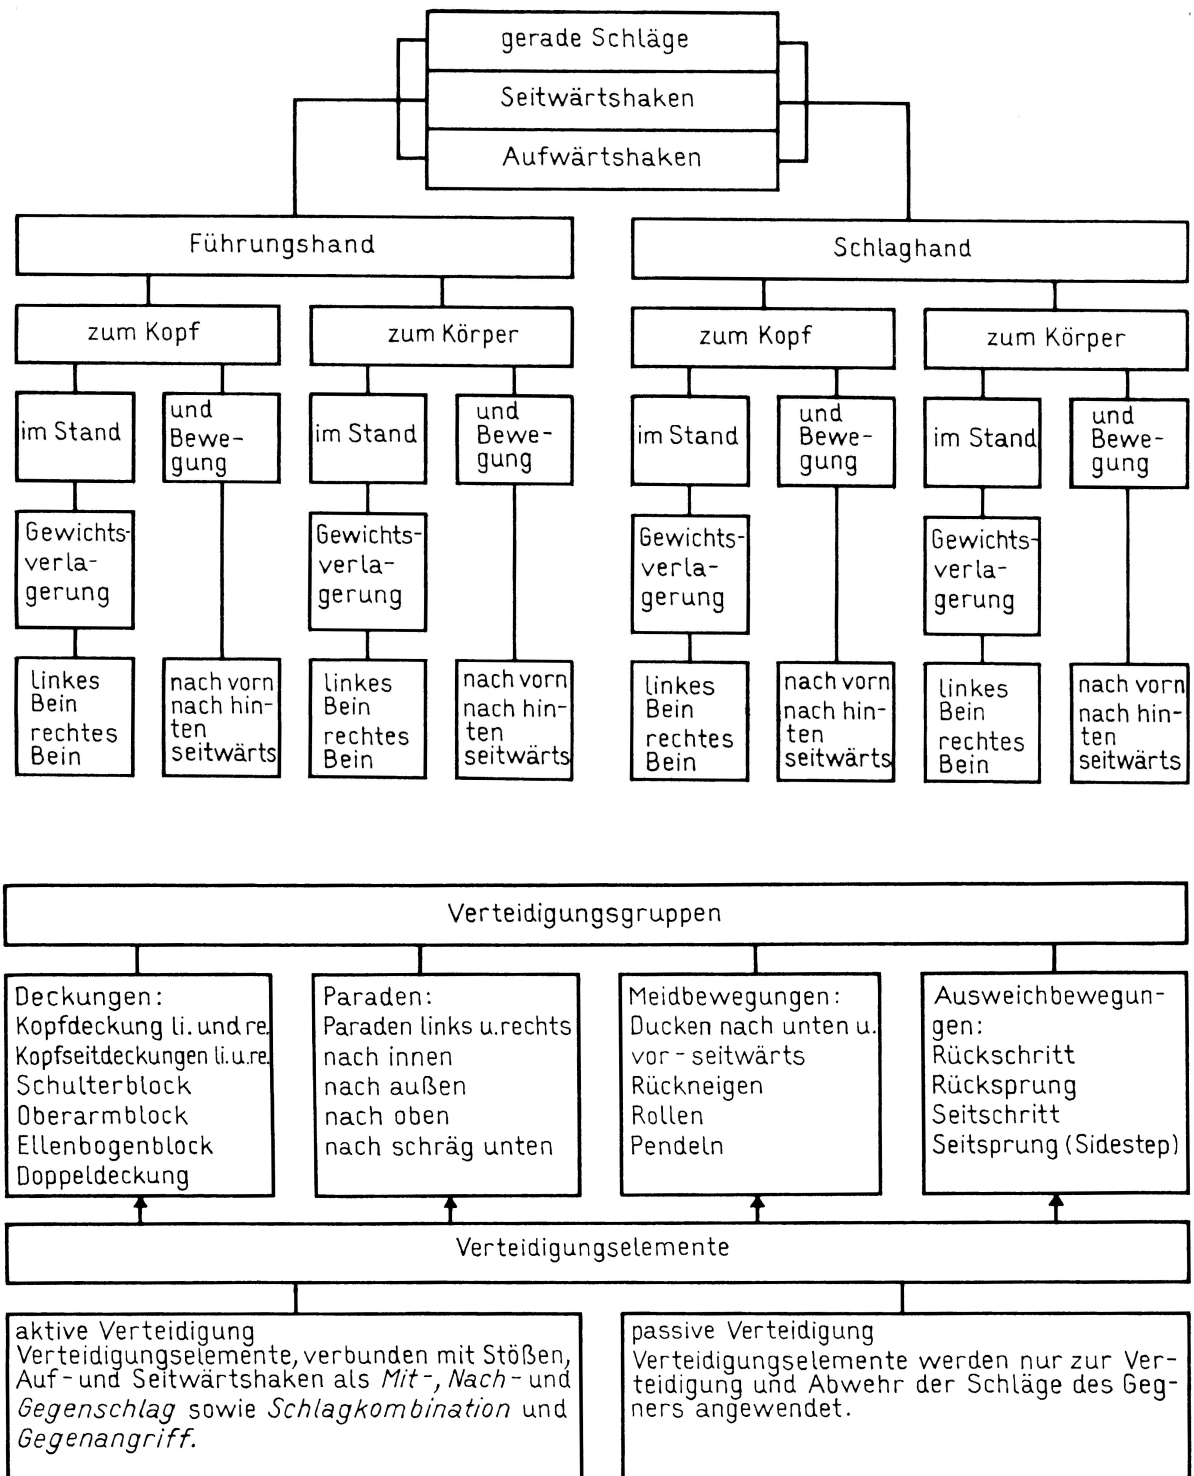 gerade Schläge
Seitwärtshaken
Aufwärtshaken
Führungshand
Schlaghand
zum Kopf
zum Körper
zum Kopf
zum Körper
im Stand
und
Bewe-
gung
im Stand
und
Bewe-
gung
im Stand
und
Bewe-
gung
im Stand
und
Bewe-
gung
Gewichts-
verla-
gerung
Gewichts-
verla-
gerung
Gewichts-
verla-
gerung
Gewichts-
verla-
gerung
linkes
Bein
rechtes
Bein
nach vorn
nach hin-
ten
seitwärts
linkes
Bein
rechtes
Bein
nach vorn
nach hin-
ten
seitwärts
linkes
Bein
rechtes
Bein
nach vorn
nach hin-
ten
seitwärts
linkes
Bein
rechtes
Bein
nach vorn
nach hin-
ten
seitwärts
Verteidigungsgruppen
Deckungen:
Kopfdeckung li. und re.
Kopfseitdeckungen li. u. re.
Schulterblock
Oberarmblock
Ellenbogenblock
Doppeldeckung
Paraden:
Paraden links u. rechts
nach innen
nach außen
nach oben
nach schräg unten
Meidbewegungen:
Ducken nach unten u.
vor-seitwärts
Rückneigen
Rollen
Pendeln
Ausweichbewegun-
gen:
Rückschritt
Rücksprung
Seitschritt
Seitsprung (Sidestep)
Verteidigungselemente
aktive Verteidigung
Verteidigungselemente, verbunden mit Stößen,
Auf- und Seitwärtshaken als Mit-, Nach- und
Gegenschlag sowie Schlagkombination und
Gegenangriff.
passive Verteidigung
Verteidigungselemente werden nur zur Ver-
teidigung und Abwehr der Schläge des Geg-
ners angewendet.